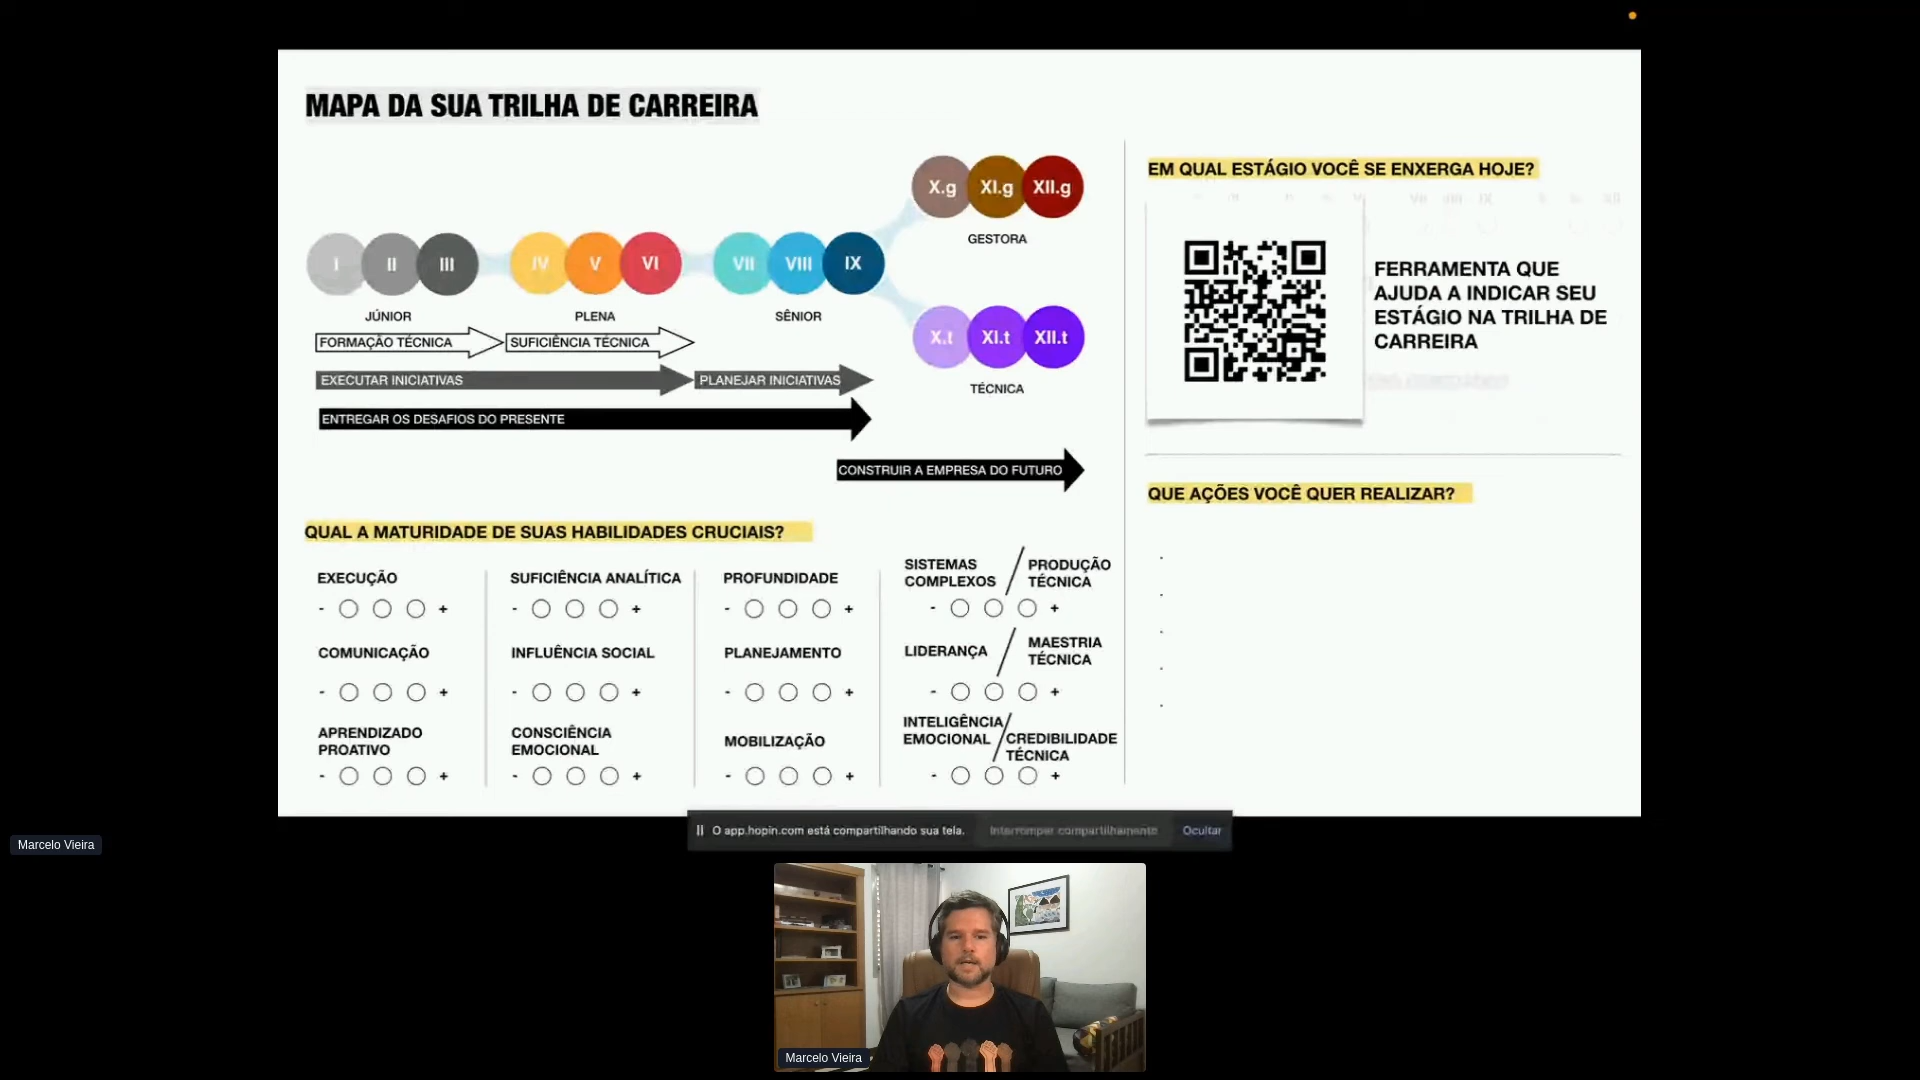 MAPA DA SUA TRILHA DE CARREIRA
I II III
IV V VI
VII VIII IX
X.g XI.g XII.g
GESTORA
X.t XI.t XII.t
TÉCNICA
JÚNIOR
PLENA
SÊNIOR
FORMAÇÃO TÉCNICA
SUFICIÊNCIA TÉCNICA
EXECUTAR INICIATIVAS
PLANEJAR INICIATIVAS
ENTREGAR OS DESAFIOS DO PRESENTE
CONSTRUIR A EMPRESA DO FUTURO
QUAL A MATURIDADE DE SUAS HABILIDADES CRUCIAIS?
EXECUÇÃO
- +
COMUNICAÇÃO
- +
APRENDIZADO
PROATIVO
- +
SUFICIÊNCIA ANALÍTICA
- +
INFLUÊNCIA SOCIAL
- +
CONSCIÊNCIA
EMOCIONAL
- +
PROFUNDIDADE
- +
PLANEJAMENTO
- +
MOBILIZAÇÃO
- +
SISTEMAS
COMPLEXOS
/
PRODUÇÃO
TÉCNICA
- +
LIDERANÇA
/
MAESTRIA
TÉCNICA
- +
INTELIGÊNCIA
EMOCIONAL
/
CREDIBILIDADE
TÉCNICA
- +
EM QUAL ESTÁGIO VOCÊ SE ENXERGA HOJE?
FERRAMENTA QUE
AJUDA A INDICAR SEU
ESTÁGIO NA TRILHA DE
CARREIRA
QUE AÇÕES VOCÊ QUER REALIZAR?
O app.hopin.com está compartilhando sua tela.
Interromper compartilhamento
Ocultar
Marcelo Vieira
Marcelo Vieira